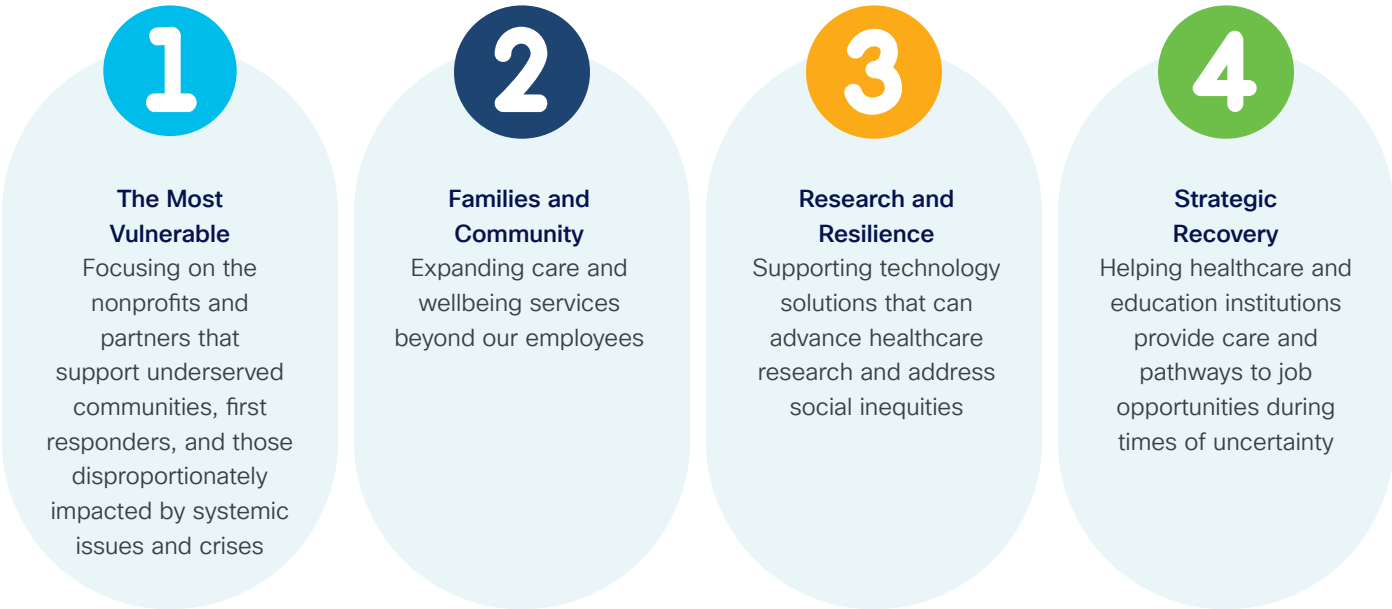 1
The Most
Vulnerable
Focusing on the
nonprofits and
partners that
support underserved
communities, first
responders, and those
disproportionately
impacted by systemic
issues and crises
2
Families and
Community
Expanding care and
wellbeing services
beyond our employees
3
Research and
Resilience
Supporting technology
solutions that can
advance healthcare
research and address
social inequities
4
Strategic
Recovery
Helping healthcare and
education institutions
provide care and
pathways to job
opportunities during
times of uncertainty